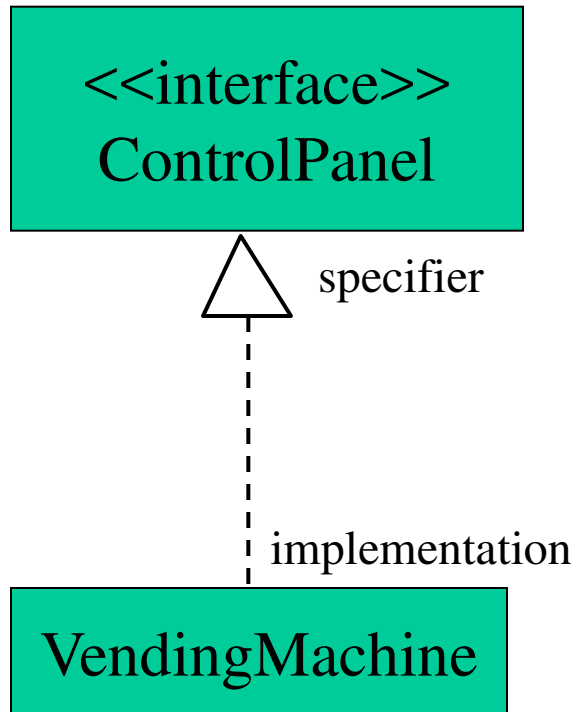 <<interface>>
ControlPanel
specifier
implementation
VendingMachine